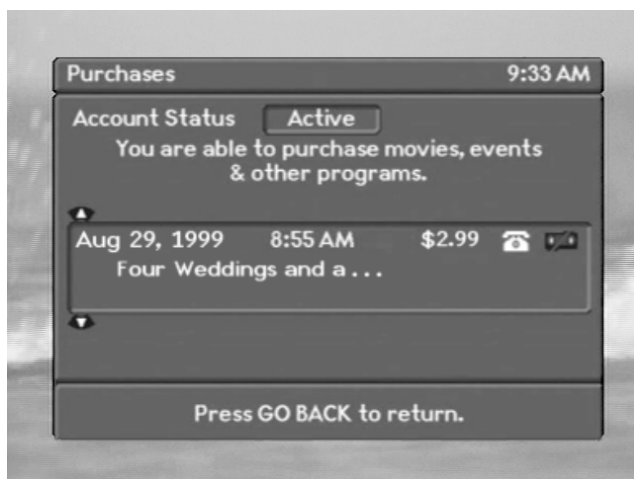 Purchases 9:33 AM
Account Status Active
You are able to purchase movies, events
& other programs.
Aug 29, 1999 8:55 AM $2.99
Four Weddings and a...
Press GO BACK to return.